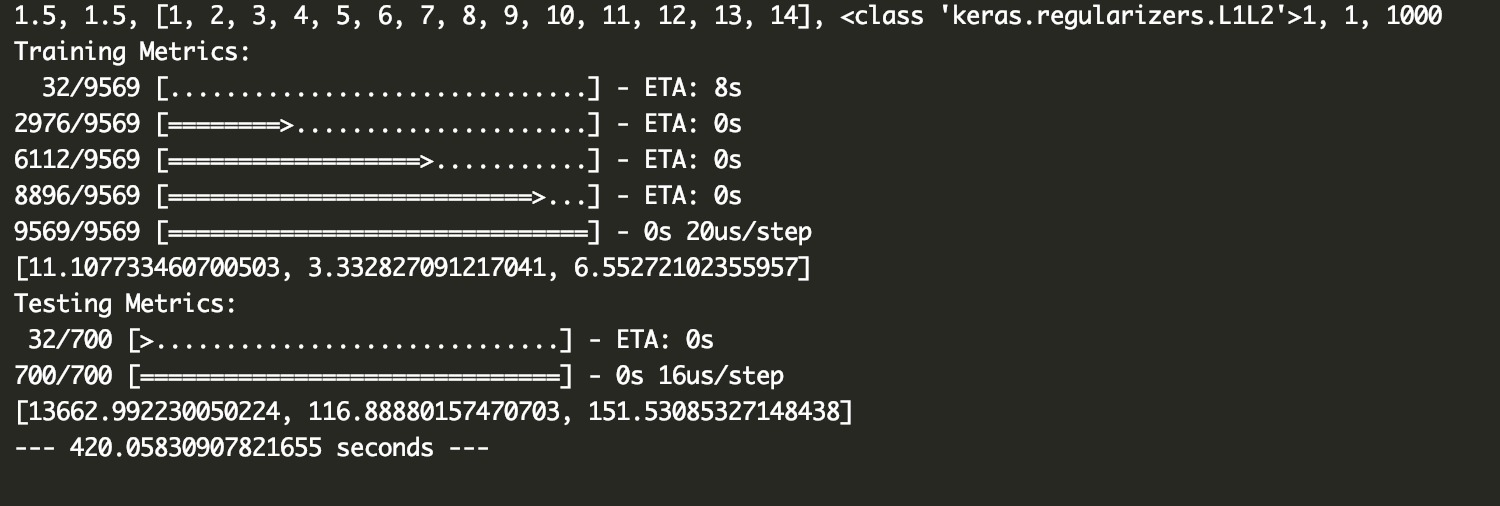 1.5, 1.5, [1, 2, 3, 4, 5, 6, 7, 8, 9, 10, 11, 12, 13, 14], <class 'keras.regularizers.L1L2'>1, 1, 1000
Training Metrics:
  32/9569 [..............................] - ETA: 8s
2976/9569 [========>.....................] - ETA: 0s
6112/9569 [==================>...........] - ETA: 0s
8896/9569 [==========================>...] - ETA: 0s
9569/9569 [==============================] - 0s 20us/step
[11.107733460700503, 3.332827091217041, 6.55272102355957]
Testing Metrics:
 32/700 [>.............................] - ETA: 0s
700/700 [==============================] - 0s 16us/step
[13662.992230050224, 116.88880157470703, 151.53085327148438]
--- 420.05830907821655 seconds ---